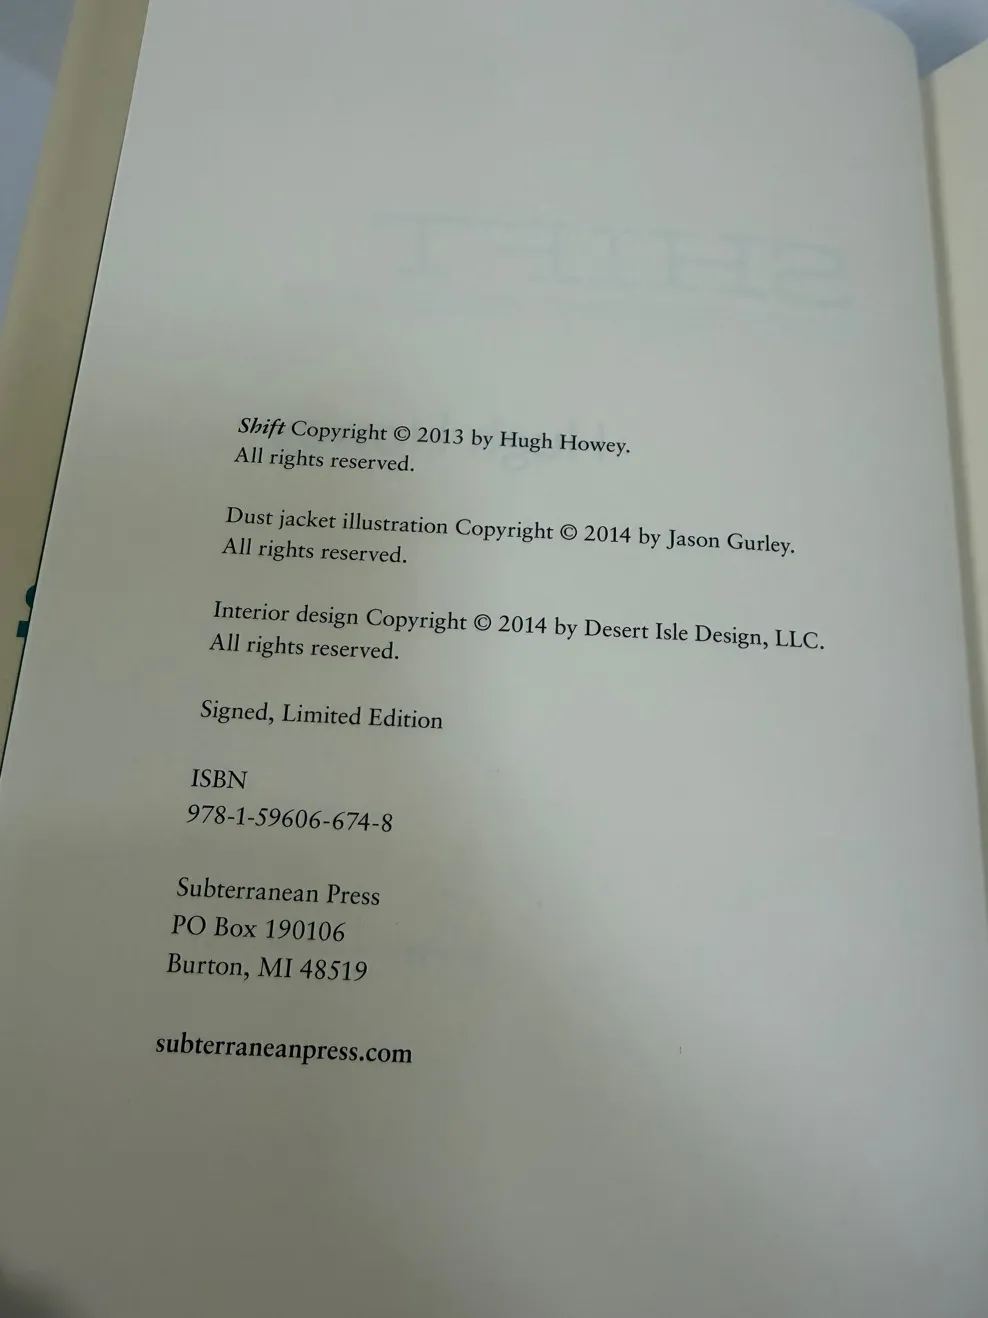 SHIFT
Shift Copyright © 2013 by Hugh Howey.
All rights reserved.
Dust jacket illustration Copyright © 2014 by Jason Gurley.
All rights reserved.
Interior design Copyright © 2014 by Desert Isle Design, LLC.
All rights reserved.
Signed, Limited Edition
ISBN
978-1-59606-674-8
Subterranean Press
PO Box 190106
Burton, MI 48519
subterraneanpress.com